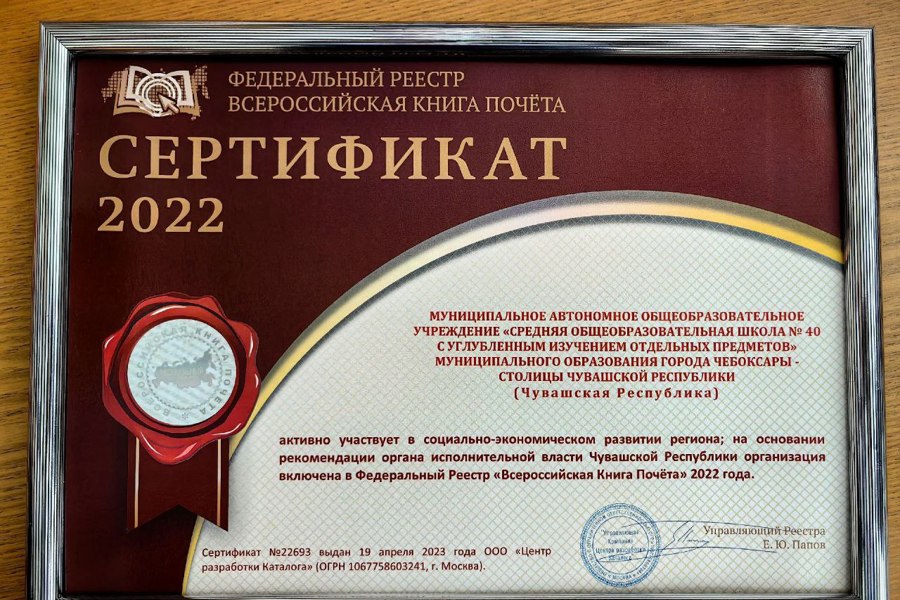 ФЕДЕРАЛЬНЫЙ РЕЕСТР
ВСЕРОССИЙСКАЯ КНИГА ПОЧЁТА
СЕРТИФИКАТ
2022
МУНИЦИПАЛЬНОЕ АВТОНОМНОЕ ОБЩЕОБРАЗОВАТЕЛЬНОЕ
УЧРЕЖДЕНИЕ «СРЕДНЯЯ ОБЩЕОБРАЗОВАТЕЛЬНАЯ ШКОЛА № 40
С УГЛУБЛЕННЫМ ИЗУЧЕНИЕМ ОТДЕЛЬНЫХ ПРЕДМЕТОВ»
МУНИЦИПАЛЬНОГО ОБРАЗОВАНИЯ ГОРОДА ЧЕБОКСАРЫ -
СТОЛИЦЫ ЧУВАШСКОЙ РЕСПУБЛИКИ
(Чувашская Республика)
ВСЕРОССИЙСКАЯ КНИГА ПОЧЕТА
активно участвует в социально-экономическом развитии региона; на основании
рекомендации органа исполнительной власти Чувашской Республики организация
включена в Федеральный Реестр «Всероссийская Книга Почёта» 2022 года.
Управляющая
Компания
Управляющий Реестра
Е. Ю. Папов
Сертификат №22693 выдан 19 апреля 2023 года ООО «Центр
разработки Каталога» (ОГРН 1067758603241, г. Москва).